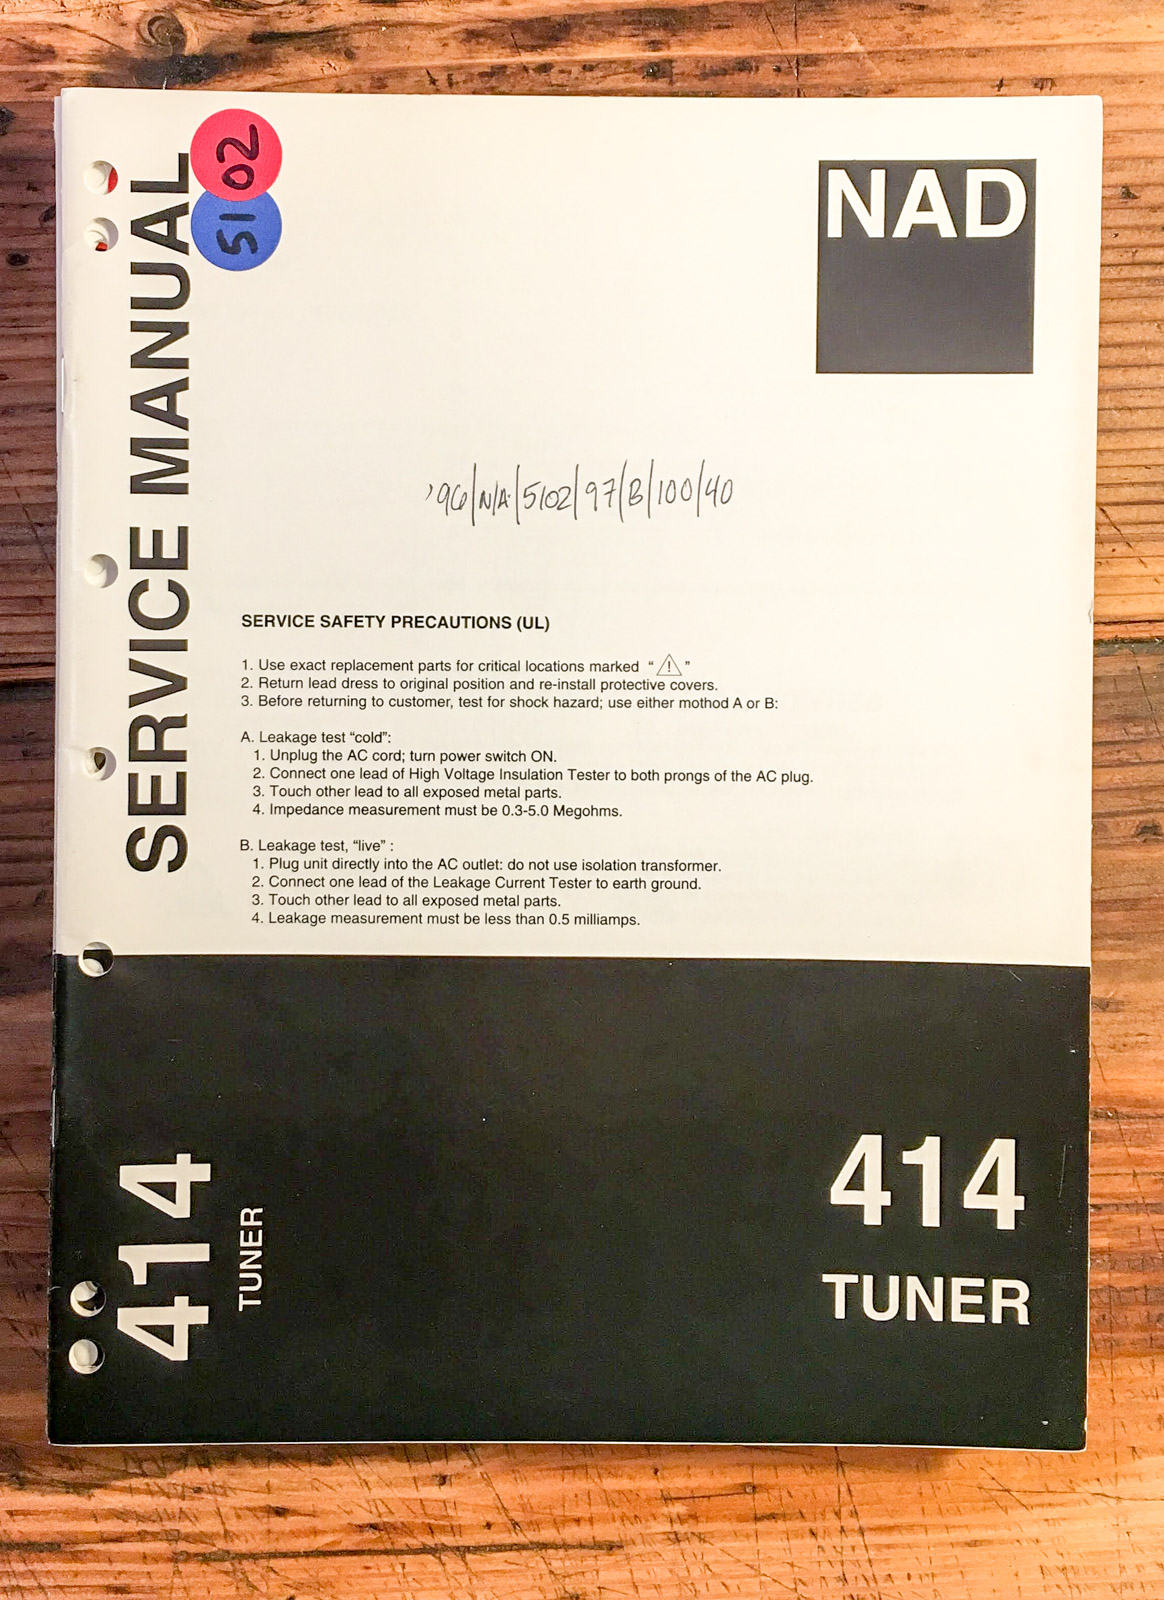 SERVICE MANUAL
02
51
NAD
'96/N/A/5102/97/B/100/40
SERVICE SAFETY PRECAUTIONS (UL)
1. Use exact replacement parts for critical locations marked “ ⚠ ”
2. Return lead dress to original position and re-install protective covers.
3. Before returning to customer, test for shock hazard; use either mothod A or B:
A. Leakage test “cold”:
1. Unplug the AC cord; turn power switch ON.
2. Connect one lead of High Voltage Insulation Tester to both prongs of the AC plug.
3. Touch other lead to all exposed metal parts.
4. Impedance measurement must be 0.3-5.0 Megohms.
B. Leakage test, “live” :
1. Plug unit directly into the AC outlet: do not use isolation transformer.
2. Connect one lead of the Leakage Current Tester to earth ground.
3. Touch other lead to all exposed metal parts.
4. Leakage measurement must be less than 0.5 milliamps.
414
TUNER
414
TUNER